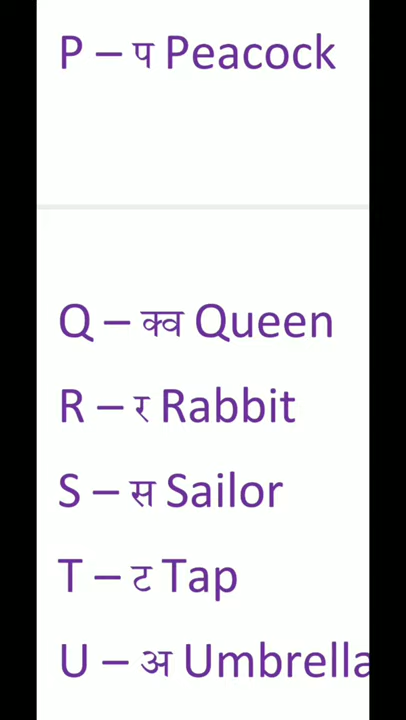 P – प Peacock
Q – क्व Queen
R – र Rabbit
S – स Sailor
T – ट Tap
U – अ Umbrella